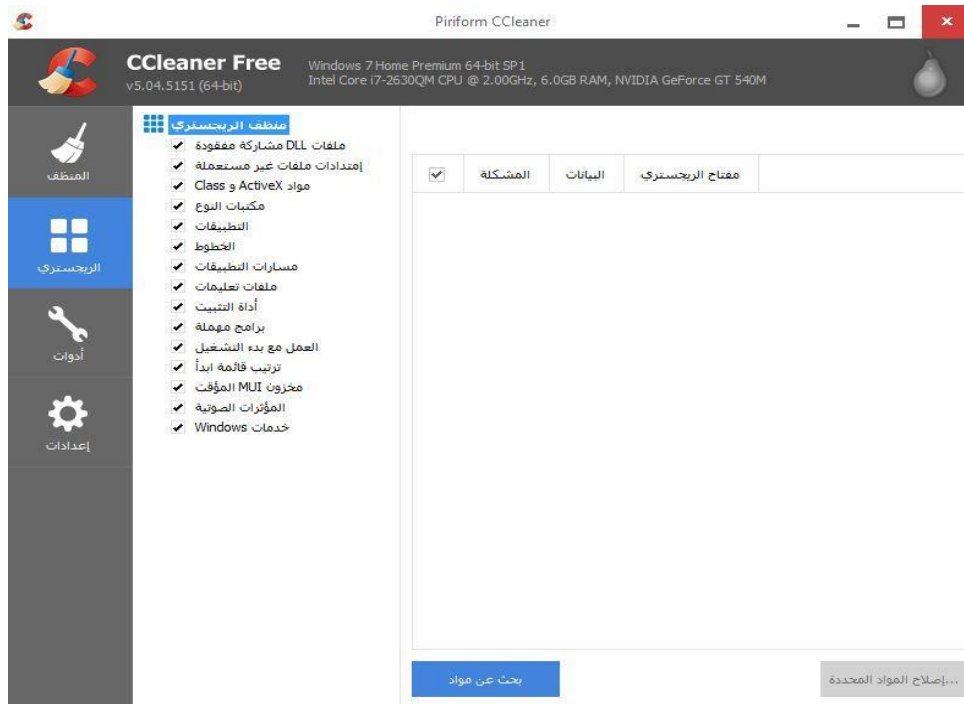 Piriform CCleaner
CCleaner Free
v5.04.5151 (64-bit)
Windows 7 Home Premium 64-bit SP1
Intel Core i7-2630QM CPU @ 2.00GHz, 6.0GB RAM, NVIDIA GeForce GT 540M
المنظف
الريجستري
أدوات
إعدادات
منظف الريجستري
ملفات DLL مشاركة مفقودة
إمتدادات ملفات غير مستعملة
مواد ActiveX و Class
مكتبات النوع
التطبيقات
الخطوط
مسارات التطبيقات
ملفات تعليمات
أداة التثبيت
برامج مهملة
العمل مع بدء التشغيل
ترتيب قائمة ابدأ
مخزون MUI المؤقت
المؤثرات الصوتية
خدمات Windows
المشكلة
البيانات
مفتاح الريجستري
بحث عن مواد
إصلاح المواد المحددة...